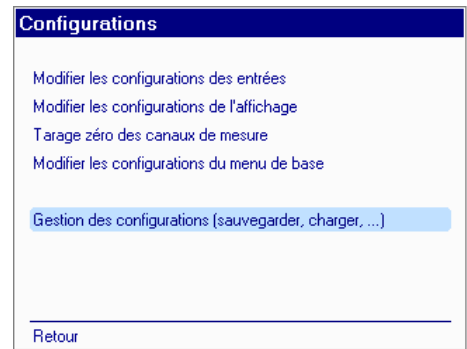 Configurations
Modifier les configurations des entrées
Modifier les configurations de l'affichage
Tarage zéro des canaux de mesure
Modifier les configurations du menu de base
Gestion des configurations (sauvegarder, charger, ...)
Retour